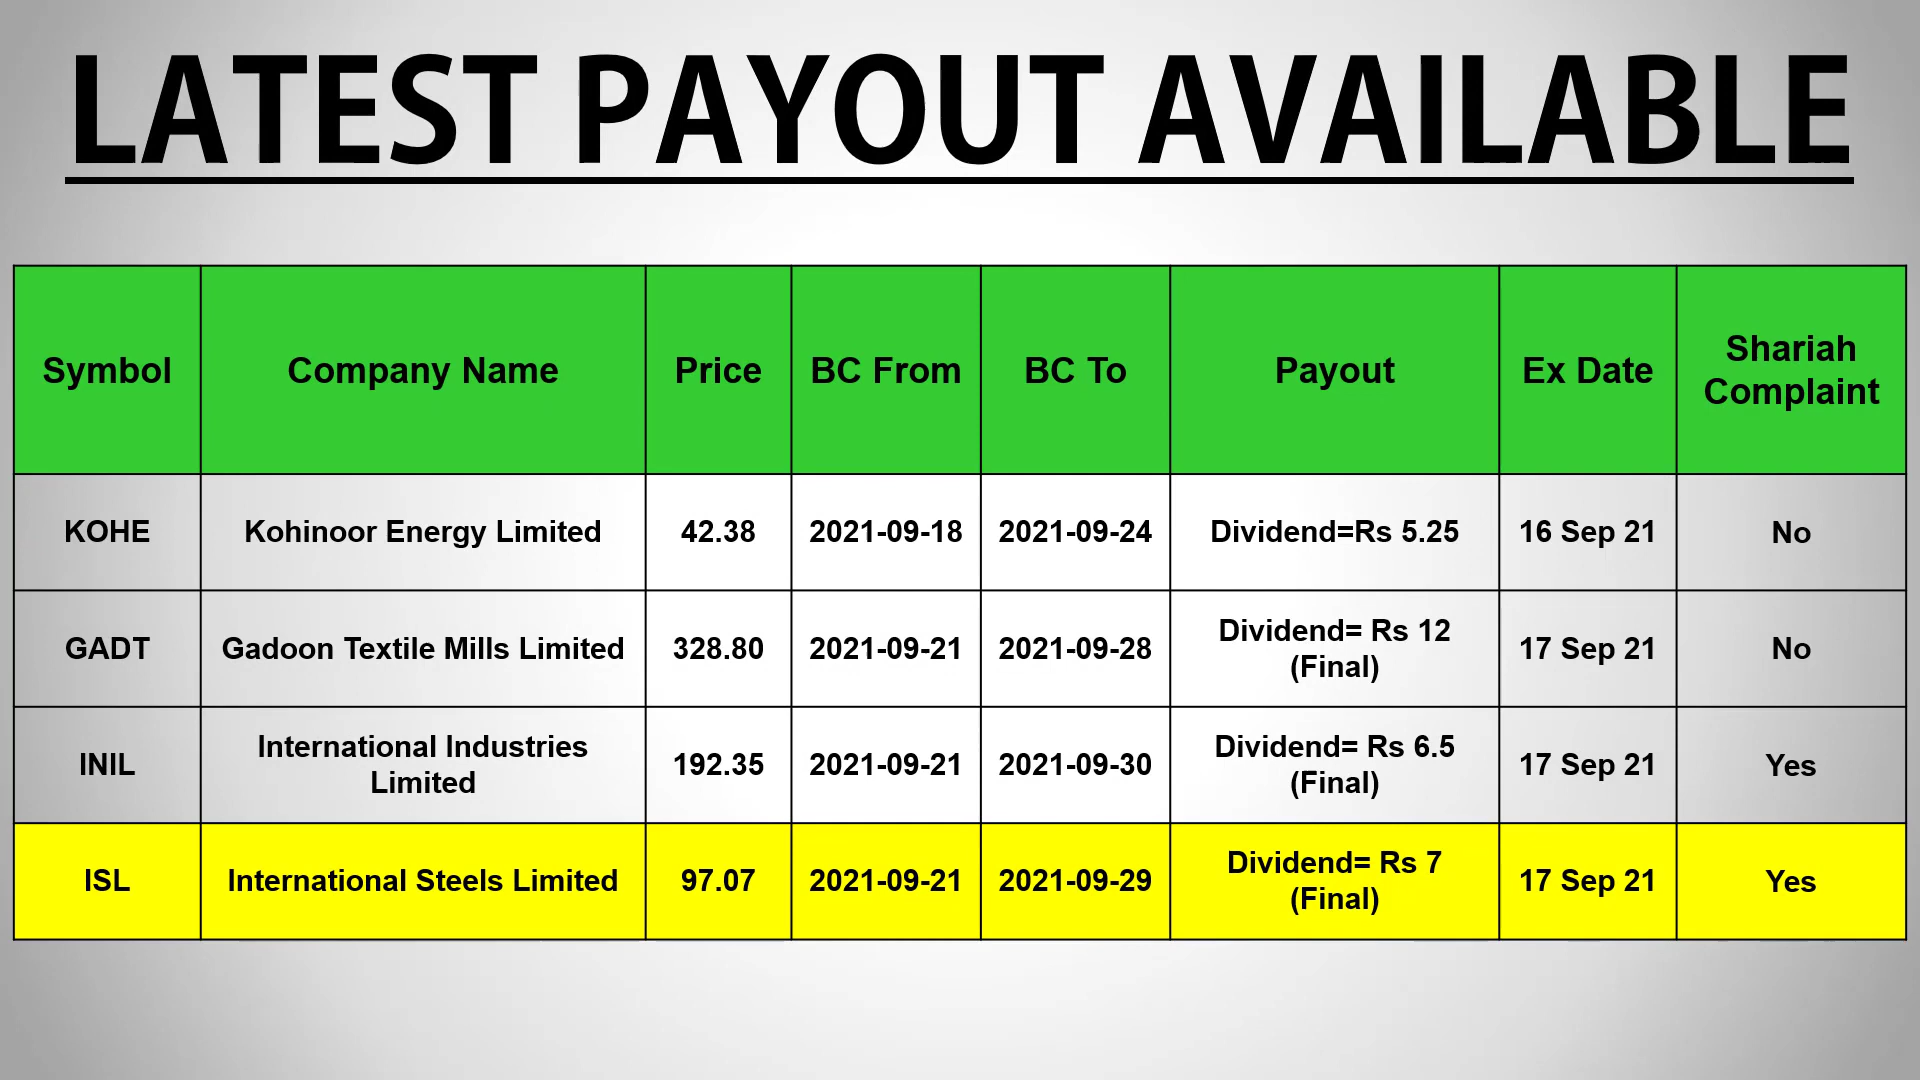 LATEST PAYOUT AVAILABLE
Symbol Company Name Price BC From BC To Payout Ex Date Shariah Complaint
KOHE Kohinoor Energy Limited 42.38 2021-09-18 2021-09-24 Dividend=Rs 5.25 16 Sep 21 No
GADT Gadoon Textile Mills Limited 328.80 2021-09-21 2021-09-28 Dividend= Rs 12 (Final) 17 Sep 21 No
INIL International Industries Limited 192.35 2021-09-21 2021-09-30 Dividend= Rs 6.5 (Final) 17 Sep 21 Yes
ISL International Steels Limited 97.07 2021-09-21 2021-09-29 Dividend= Rs 7 (Final) 17 Sep 21 Yes